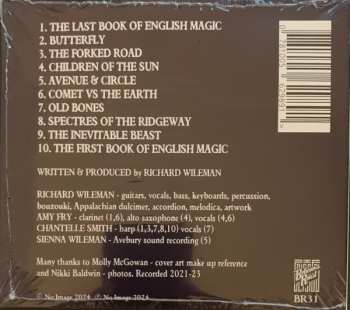 1. THE LAST BOOK OF ENGLISH MAGIC
2. BUTTERFLY
3. THE FORKED ROAD
4. CHILDREN OF THE SUN
5. AVENUE & CIRCLE
6. COMET VS THE EARTH
7. OLD BONES
8. SPECTRES OF THE RIDGEWAY
9. THE INEVITABLE BEAST
10. THE FIRST BOOK OF ENGLISH MAGIC
WRITTEN & PRODUCED by RICHARD WILEMAN
RICHARD WILEMAN - guitars, vocals, bass, keyboards, percussion,
bouzouki, Appalachian dulcimer, accordion, melodica, artwork
AMY FRY - clarinet (1,6), alto saxophone (4), vocals (4,6)
CHANTELLE SMITH - harp (1,3,7,8,10) vocals (7)
SIENNA WILEMAN - Avebury sound recording (5)
Many thanks to Molly McGowan - cover art make up reference
and Nikki Baldwin - photos. Recorded 2021-23
© No Image 2024 ℗ No Image 2024
BR31